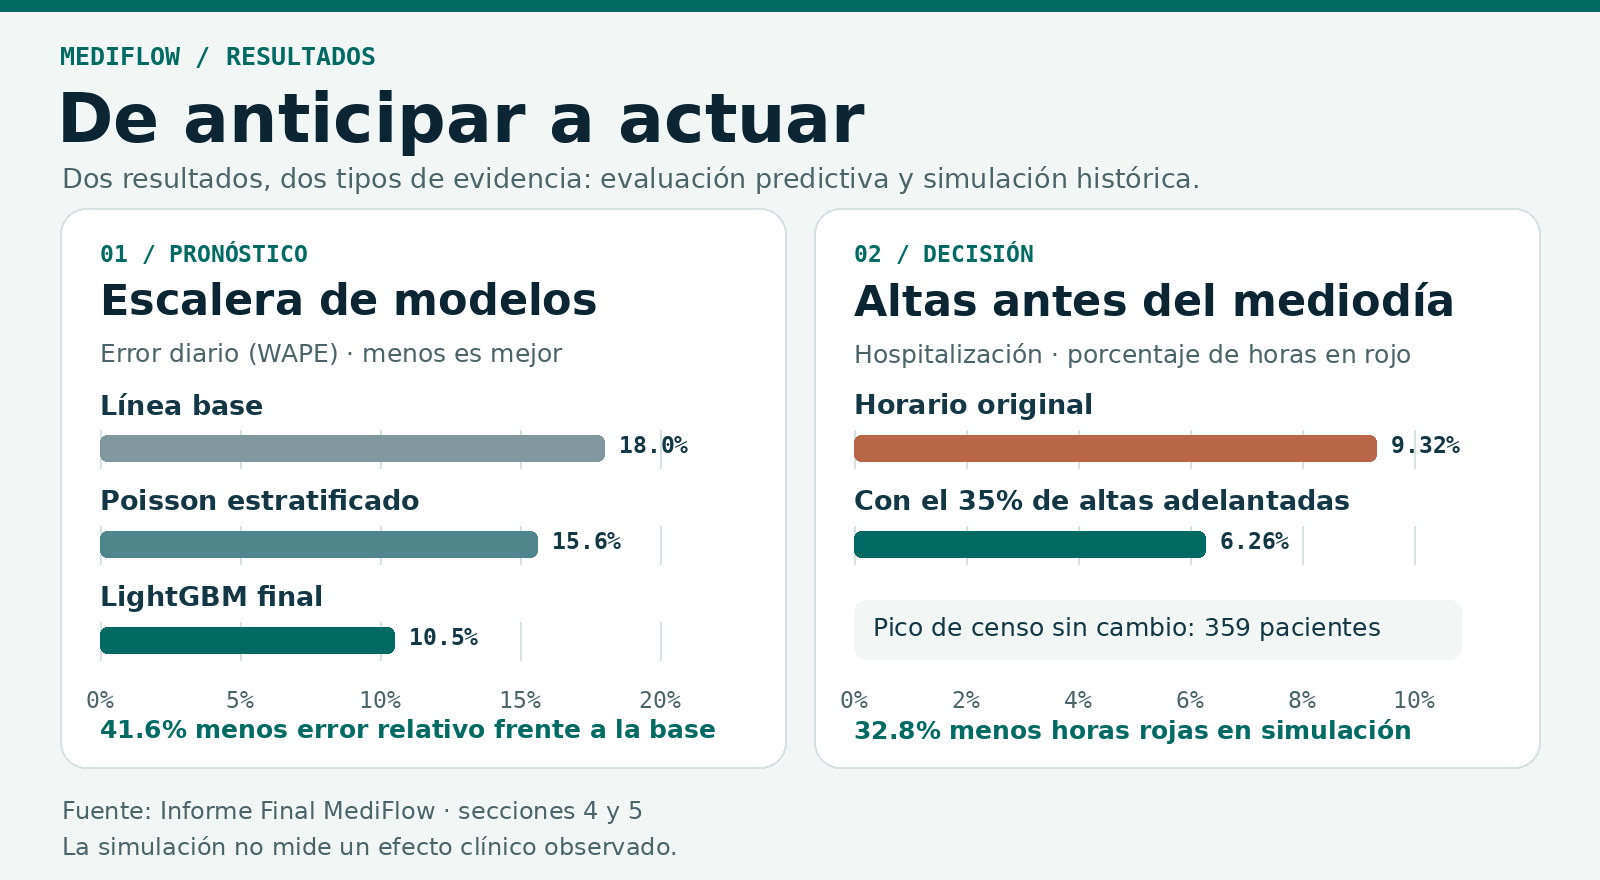 MEDIFLOW / RESULTADOS
De anticipar a actuar
Dos resultados, dos tipos de evidencia: evaluación predictiva y simulación histórica.
01 / PRONÓSTICO
Escalera de modelos
Error diario (WAPE) · menos es mejor
Línea base
18.0%
Poisson estratificado
15.6%
LightGBM final
10.5%
0% 5% 10% 15% 20%
41.6% menos error relativo frente a la base
02 / DECISIÓN
Altas antes del mediodía
Hospitalización · porcentaje de horas en rojo
Horario original
9.32%
Con el 35% de altas adelantadas
6.26%
Pico de censo sin cambio: 359 pacientes
0% 2% 4% 6% 8% 10%
32.8% menos horas rojas en simulación
Fuente: Informe Final MediFlow · secciones 4 y 5
La simulación no mide un efecto clínico observado.